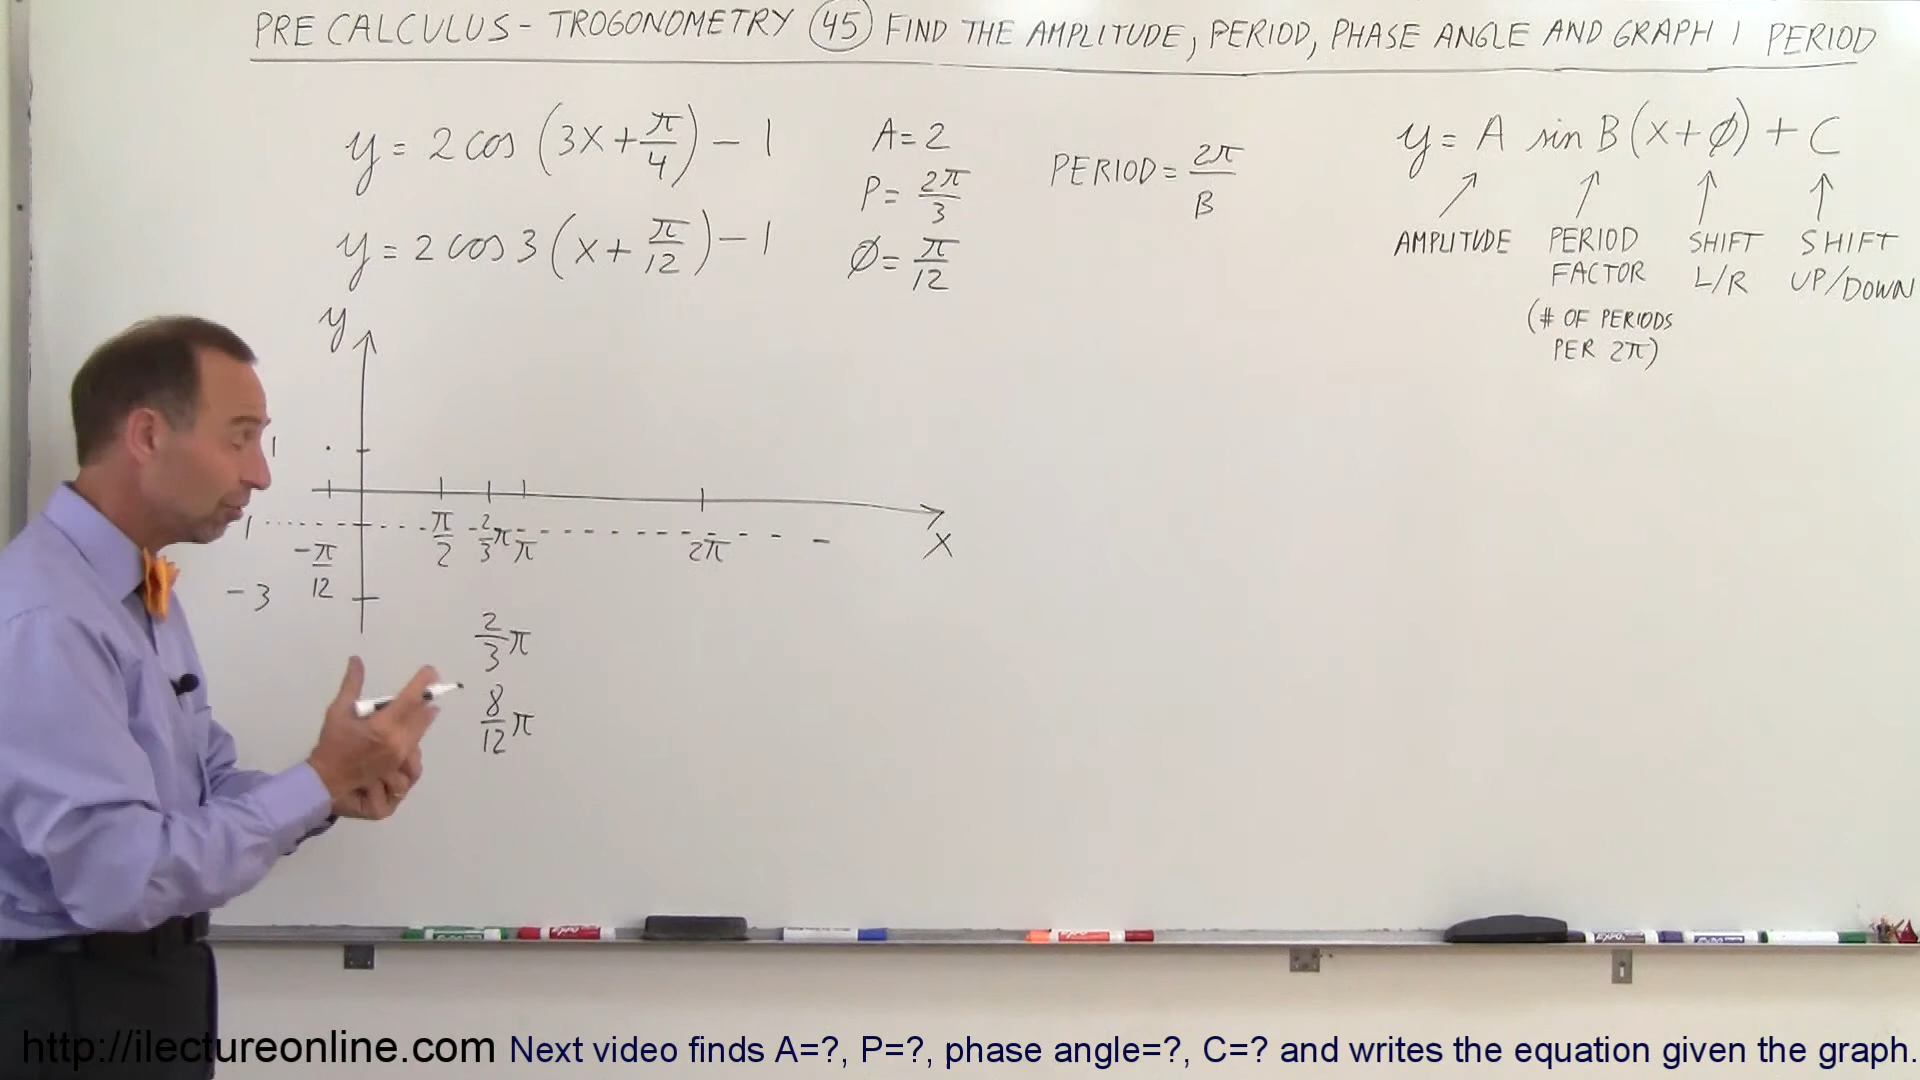 PRE CALCULUS - TROGONOMETRY 45 FIND THE AMPLITUDE, PERIOD, PHASE ANGLE AND GRAPH 1 PERIOD
y = 2 cos (3x + π/4) - 1
A = 2
P = 2π/3
y = 2 cos 3 (x + π/12) - 1
ø = π/12
PERIOD = 2π/B
y = A sin B (x + ø) + C
AMPLITUDE
PERIOD FACTOR
(# OF PERIODS
PER 2π)
SHIFT
L/R
SHIFT
UP/DOWN
y
1
1
-π/12
π/2
2/3 π
π
2π
x
-3
2/3 π
8/12 π
http://ilectureonline.com Next video finds A=?, P=?, phase angle=?, C=? and writes the equation given the graph.